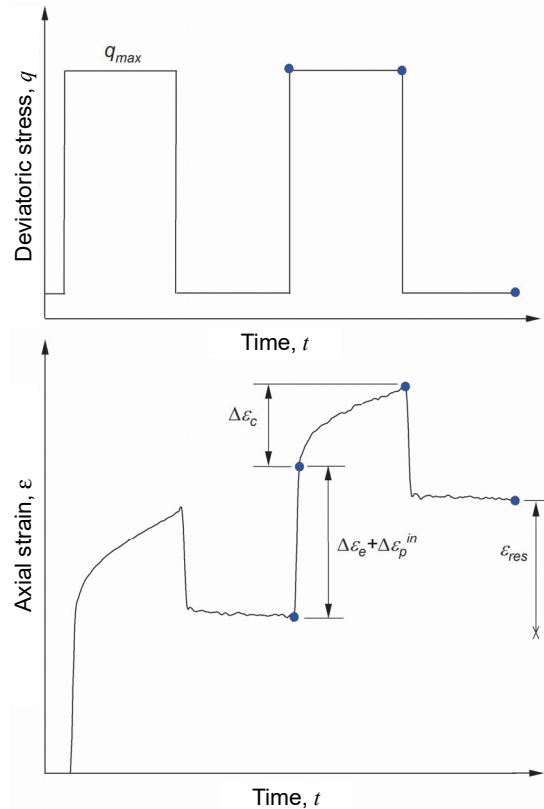 q_max
Deviatoric stress, q
Time, t
Δε_c
Δε_e+Δε_p^in
ε_res
Axial strain, ε
Time, t